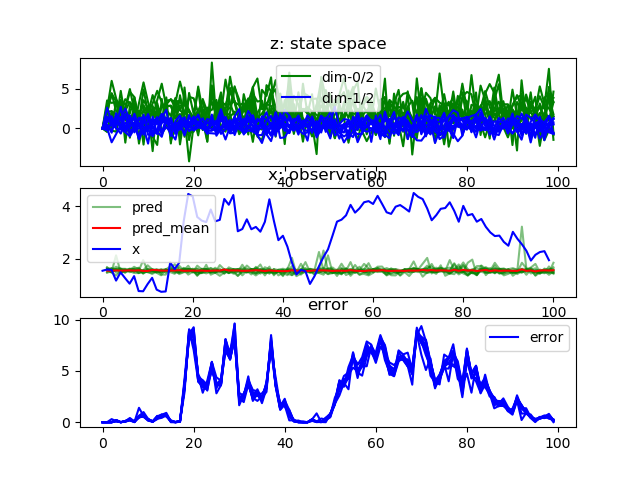 z: state space
dim-0/2
dim-1/2
5
0
0 20 40 60 80 100
x: observation
pred
pred_mean
x
4
2
0 20 40 60 80 100
error
error
10
5
0
0 20 40 60 80 100